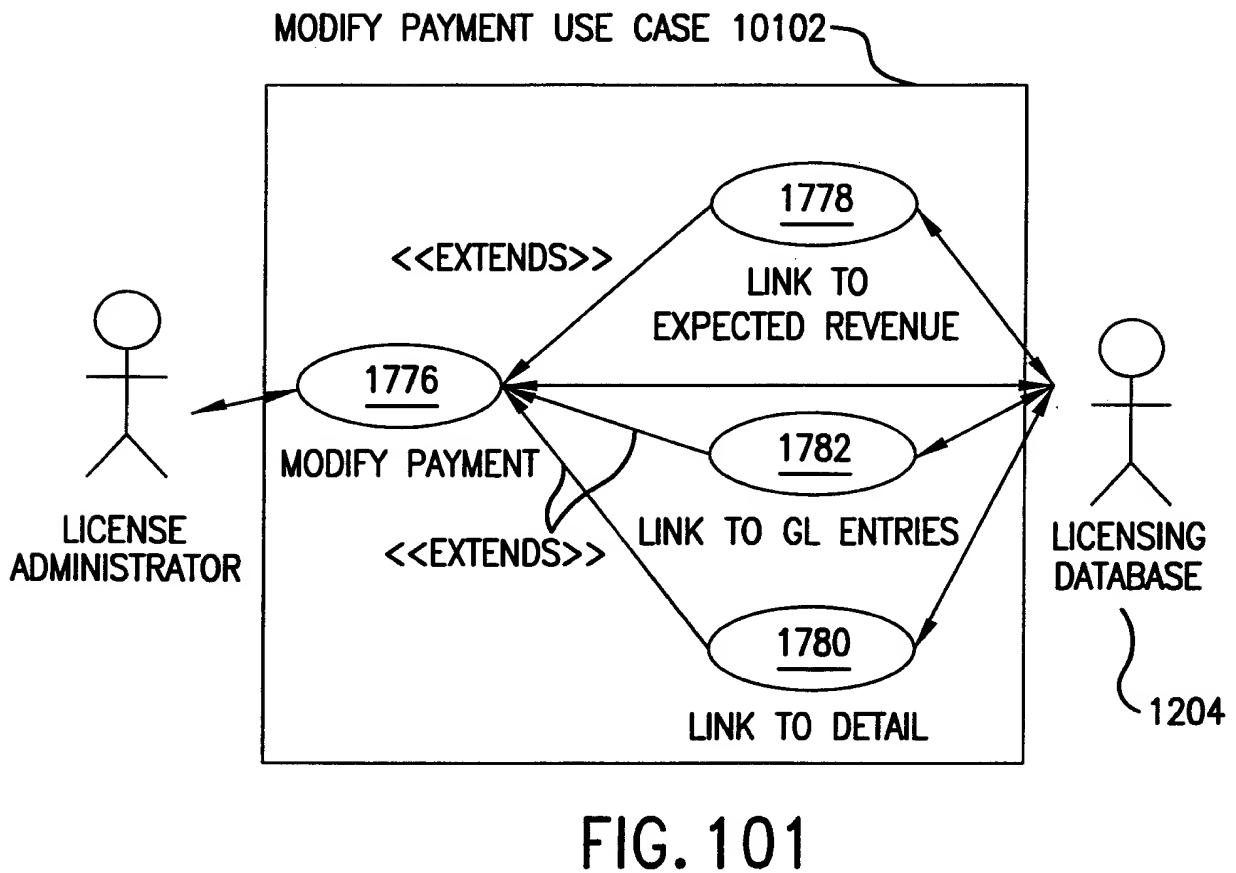 MODIFY PAYMENT USE CASE 10102
1778
<<EXTENDS>>
LINK TO
EXPECTED REVENUE
1776
MODIFY PAYMENT
1782
LINK TO GL ENTRIES
<<EXTENDS>>
1780
LINK TO DETAIL
LICENSE
ADMINISTRATOR
LICENSING
DATABASE
1204
FIG. 101